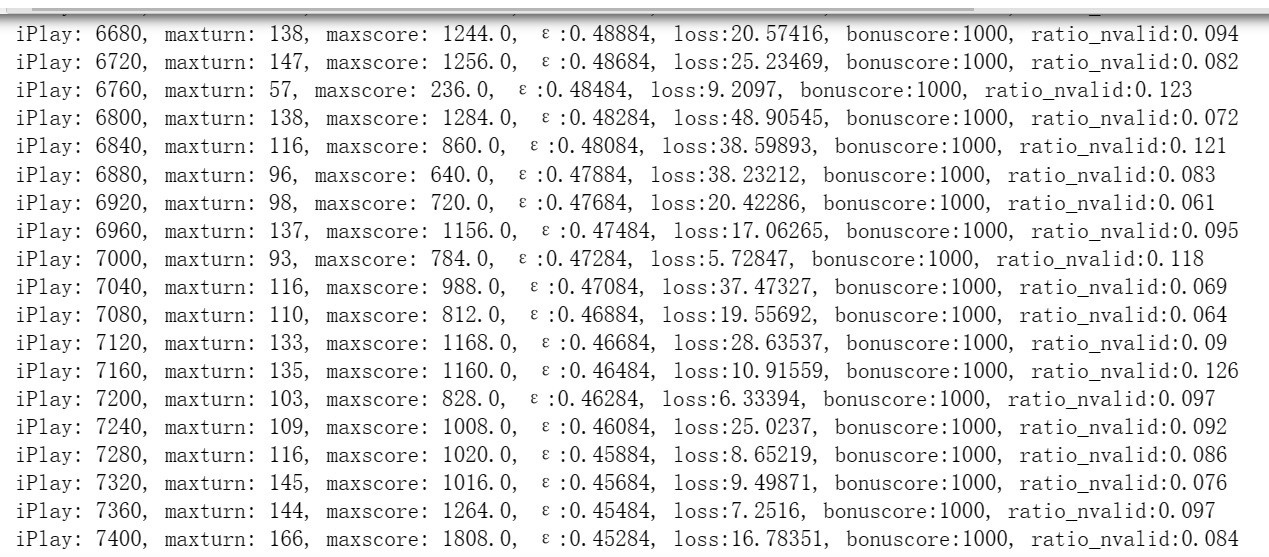 iPlay: 6680, maxturn: 138, maxscore: 1244.0, ε:0.48884, loss:20.57416, bonuscore:1000, ratio_nvalid:0.094
iPlay: 6720, maxturn: 147, maxscore: 1256.0, ε:0.48684, loss:25.23469, bonuscore:1000, ratio_nvalid:0.082
iPlay: 6760, maxturn: 57, maxscore: 236.0, ε:0.48484, loss:9.2097, bonuscore:1000, ratio_nvalid:0.123
iPlay: 6800, maxturn: 138, maxscore: 1284.0, ε:0.48284, loss:48.90545, bonuscore:1000, ratio_nvalid:0.072
iPlay: 6840, maxturn: 116, maxscore: 860.0, ε:0.48084, loss:38.59893, bonuscore:1000, ratio_nvalid:0.121
iPlay: 6880, maxturn: 96, maxscore: 640.0, ε:0.47884, loss:38.23212, bonuscore:1000, ratio_nvalid:0.083
iPlay: 6920, maxturn: 98, maxscore: 720.0, ε:0.47684, loss:20.42286, bonuscore:1000, ratio_nvalid:0.061
iPlay: 6960, maxturn: 137, maxscore: 1156.0, ε:0.47484, loss:17.06265, bonuscore:1000, ratio_nvalid:0.095
iPlay: 7000, maxturn: 93, maxscore: 784.0, ε:0.47284, loss:5.72847, bonuscore:1000, ratio_nvalid:0.118
iPlay: 7040, maxturn: 116, maxscore: 988.0, ε:0.47084, loss:37.47327, bonuscore:1000, ratio_nvalid:0.069
iPlay: 7080, maxturn: 110, maxscore: 812.0, ε:0.46884, loss:19.55692, bonuscore:1000, ratio_nvalid:0.064
iPlay: 7120, maxturn: 133, maxscore: 1168.0, ε:0.46684, loss:28.63537, bonuscore:1000, ratio_nvalid:0.09
iPlay: 7160, maxturn: 135, maxscore: 1160.0, ε:0.46484, loss:10.91559, bonuscore:1000, ratio_nvalid:0.126
iPlay: 7200, maxturn: 103, maxscore: 828.0, ε:0.46284, loss:6.33394, bonuscore:1000, ratio_nvalid:0.097
iPlay: 7240, maxturn: 109, maxscore: 1008.0, ε:0.46084, loss:25.0237, bonuscore:1000, ratio_nvalid:0.092
iPlay: 7280, maxturn: 116, maxscore: 1020.0, ε:0.45884, loss:8.65219, bonuscore:1000, ratio_nvalid:0.086
iPlay: 7320, maxturn: 145, maxscore: 1016.0, ε:0.45684, loss:9.49871, bonuscore:1000, ratio_nvalid:0.076
iPlay: 7360, maxturn: 144, maxscore: 1264.0, ε:0.45484, loss:7.2516, bonuscore:1000, ratio_nvalid:0.097
iPlay: 7400, maxturn: 166, maxscore: 1808.0, ε:0.45284, loss:16.78351, bonuscore:1000, ratio_nvalid:0.084